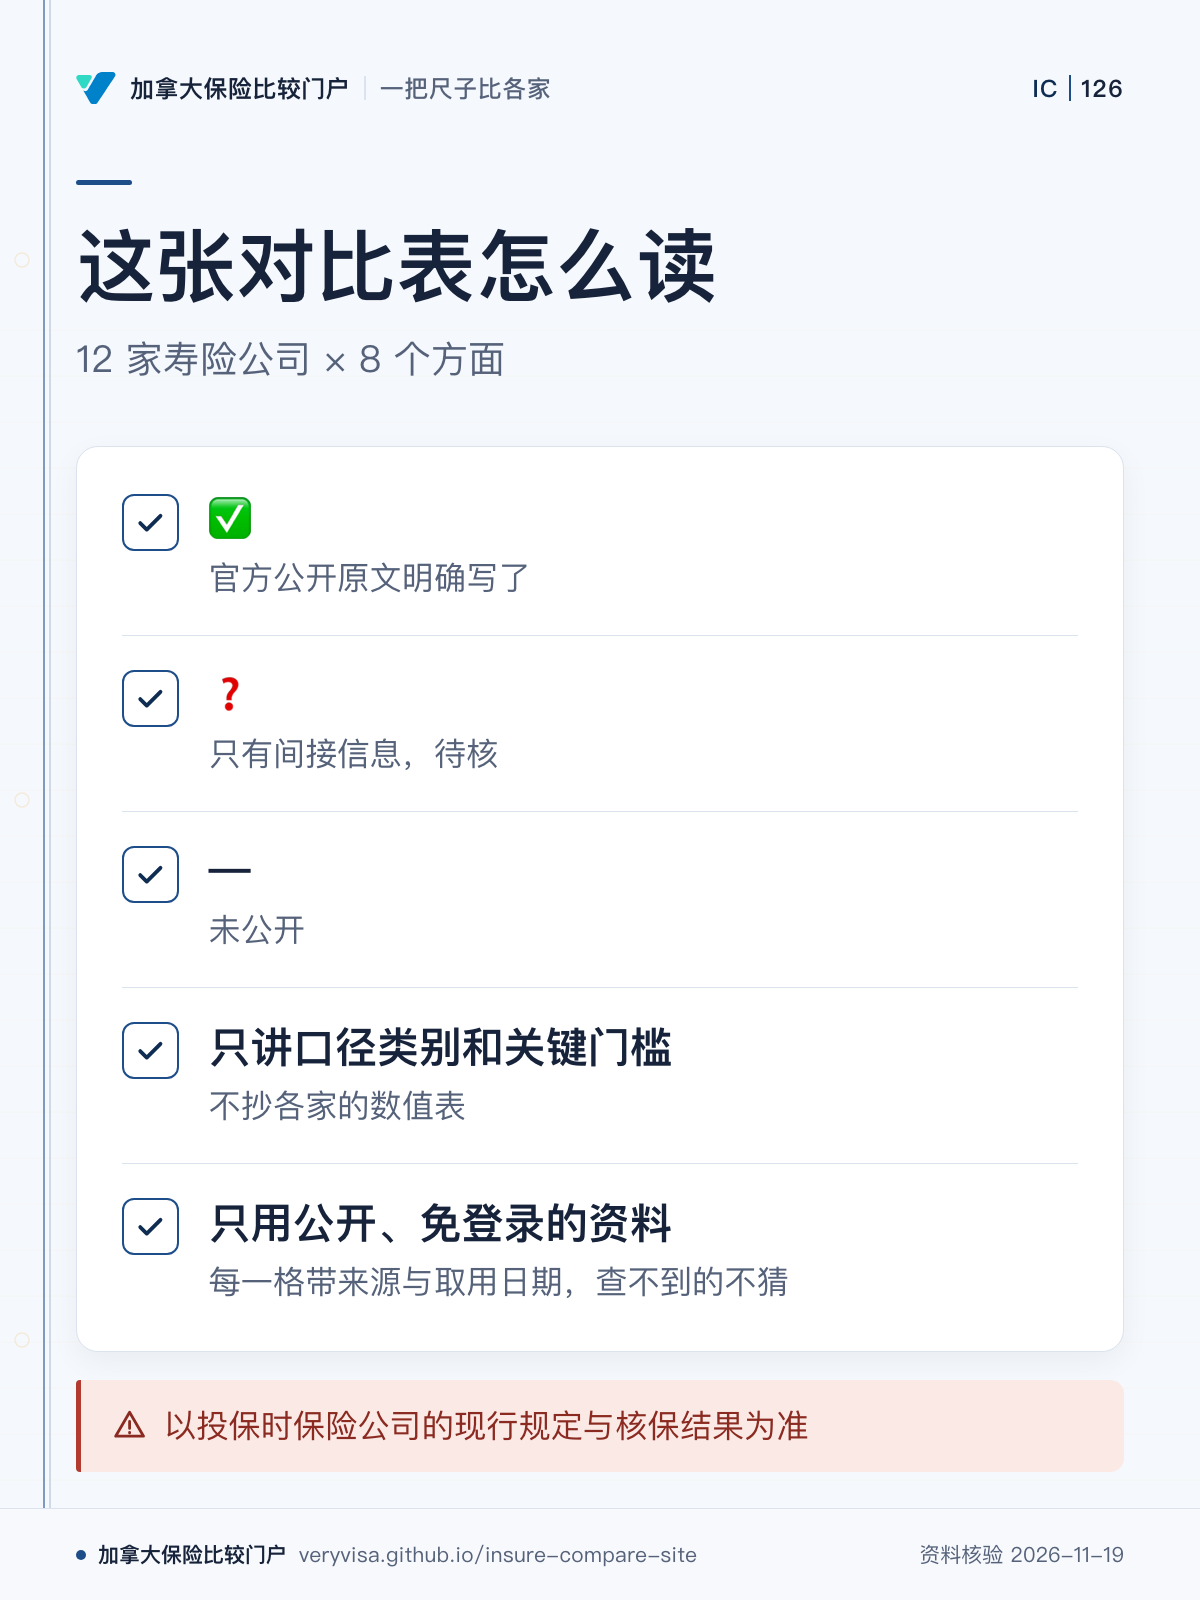 加拿大保险比较门户 | 一把尺子比各家
IC | 126
这张对比表怎么读
12 家寿险公司 × 8 个方面
✅
官方公开原文明确写了
❓
只有间接信息，待核
—
未公开
只讲口径类别和关键门槛
不抄各家的数值表
只用公开、免登录的资料
每一格带来源与取用日期，查不到的不猜
⚠ 以投保时保险公司的现行规定与核保结果为准
加拿大保险比较门户 veryvisa.github.io/insure-compare-site
资料核验 2026-11-19